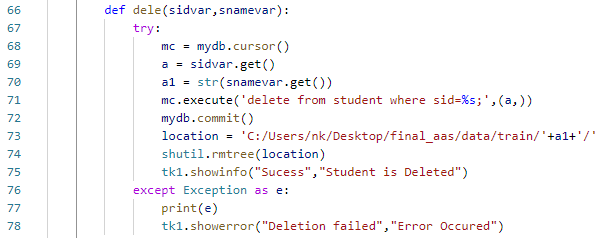 66 def dele(sidvar,snamevar):
67 try:
68 mc = mydb.cursor()
69 a = sidvar.get()
70 a1 = str(snamevar.get())
71 mc.execute('delete from student where sid=%s;',(a,))
72 mydb.commit()
73 location = 'C:/Users/nk/Desktop/final_aas/data/train/'+a1+'/'
74 shutil.rmtree(location)
75 tk1.showinfo("Sucess","Student is Deleted")
76 except Exception as e:
77 print(e)
78 tk1.showerror("Deletion failed","Error Occured")